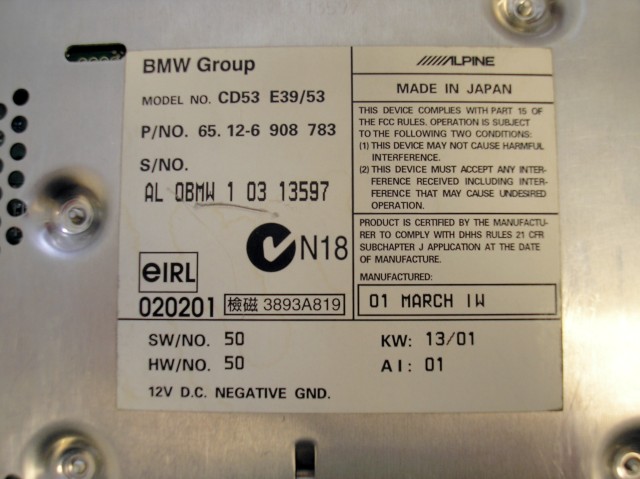 BMW Group
MODEL NO. CD53 E39/53
P/NO. 65. 12-6 908 783
S/NO.
AL 0BMW 1 03 13597
N18
eIRL
020201 檢磁 3893A819
ALPINE
MADE IN JAPAN
THIS DEVICE COMPLIES WITH PART 15 OF
THE FCC RULES. OPERATION IS SUBJECT
TO THE FOLLOWING TWO CONDITIONS:
(1) THIS DEVICE MAY NOT CAUSE HARMFUL
INTERFERENCE.
(2) THIS DEVICE MUST ACCEPT ANY INTER-
FERENCE RECEIVED INCLUDING INTER-
FERENCE THAT MAY CAUSE UNDESIRED
OPERATION.
PRODUCT IS CERTIFIED BY THE MANUFACTU-
RER TO COMPLY WITH DHHS RULES 21 CFR
SUBCHAPTER J APPLICATION AT THE DATE
OF MANUFACTURE.
MANUFACTURED:
01 MARCH 1W
SW/NO. 50
HW/NO. 50
KW: 13/01
AI: 01
12V D.C. NEGATIVE GND.